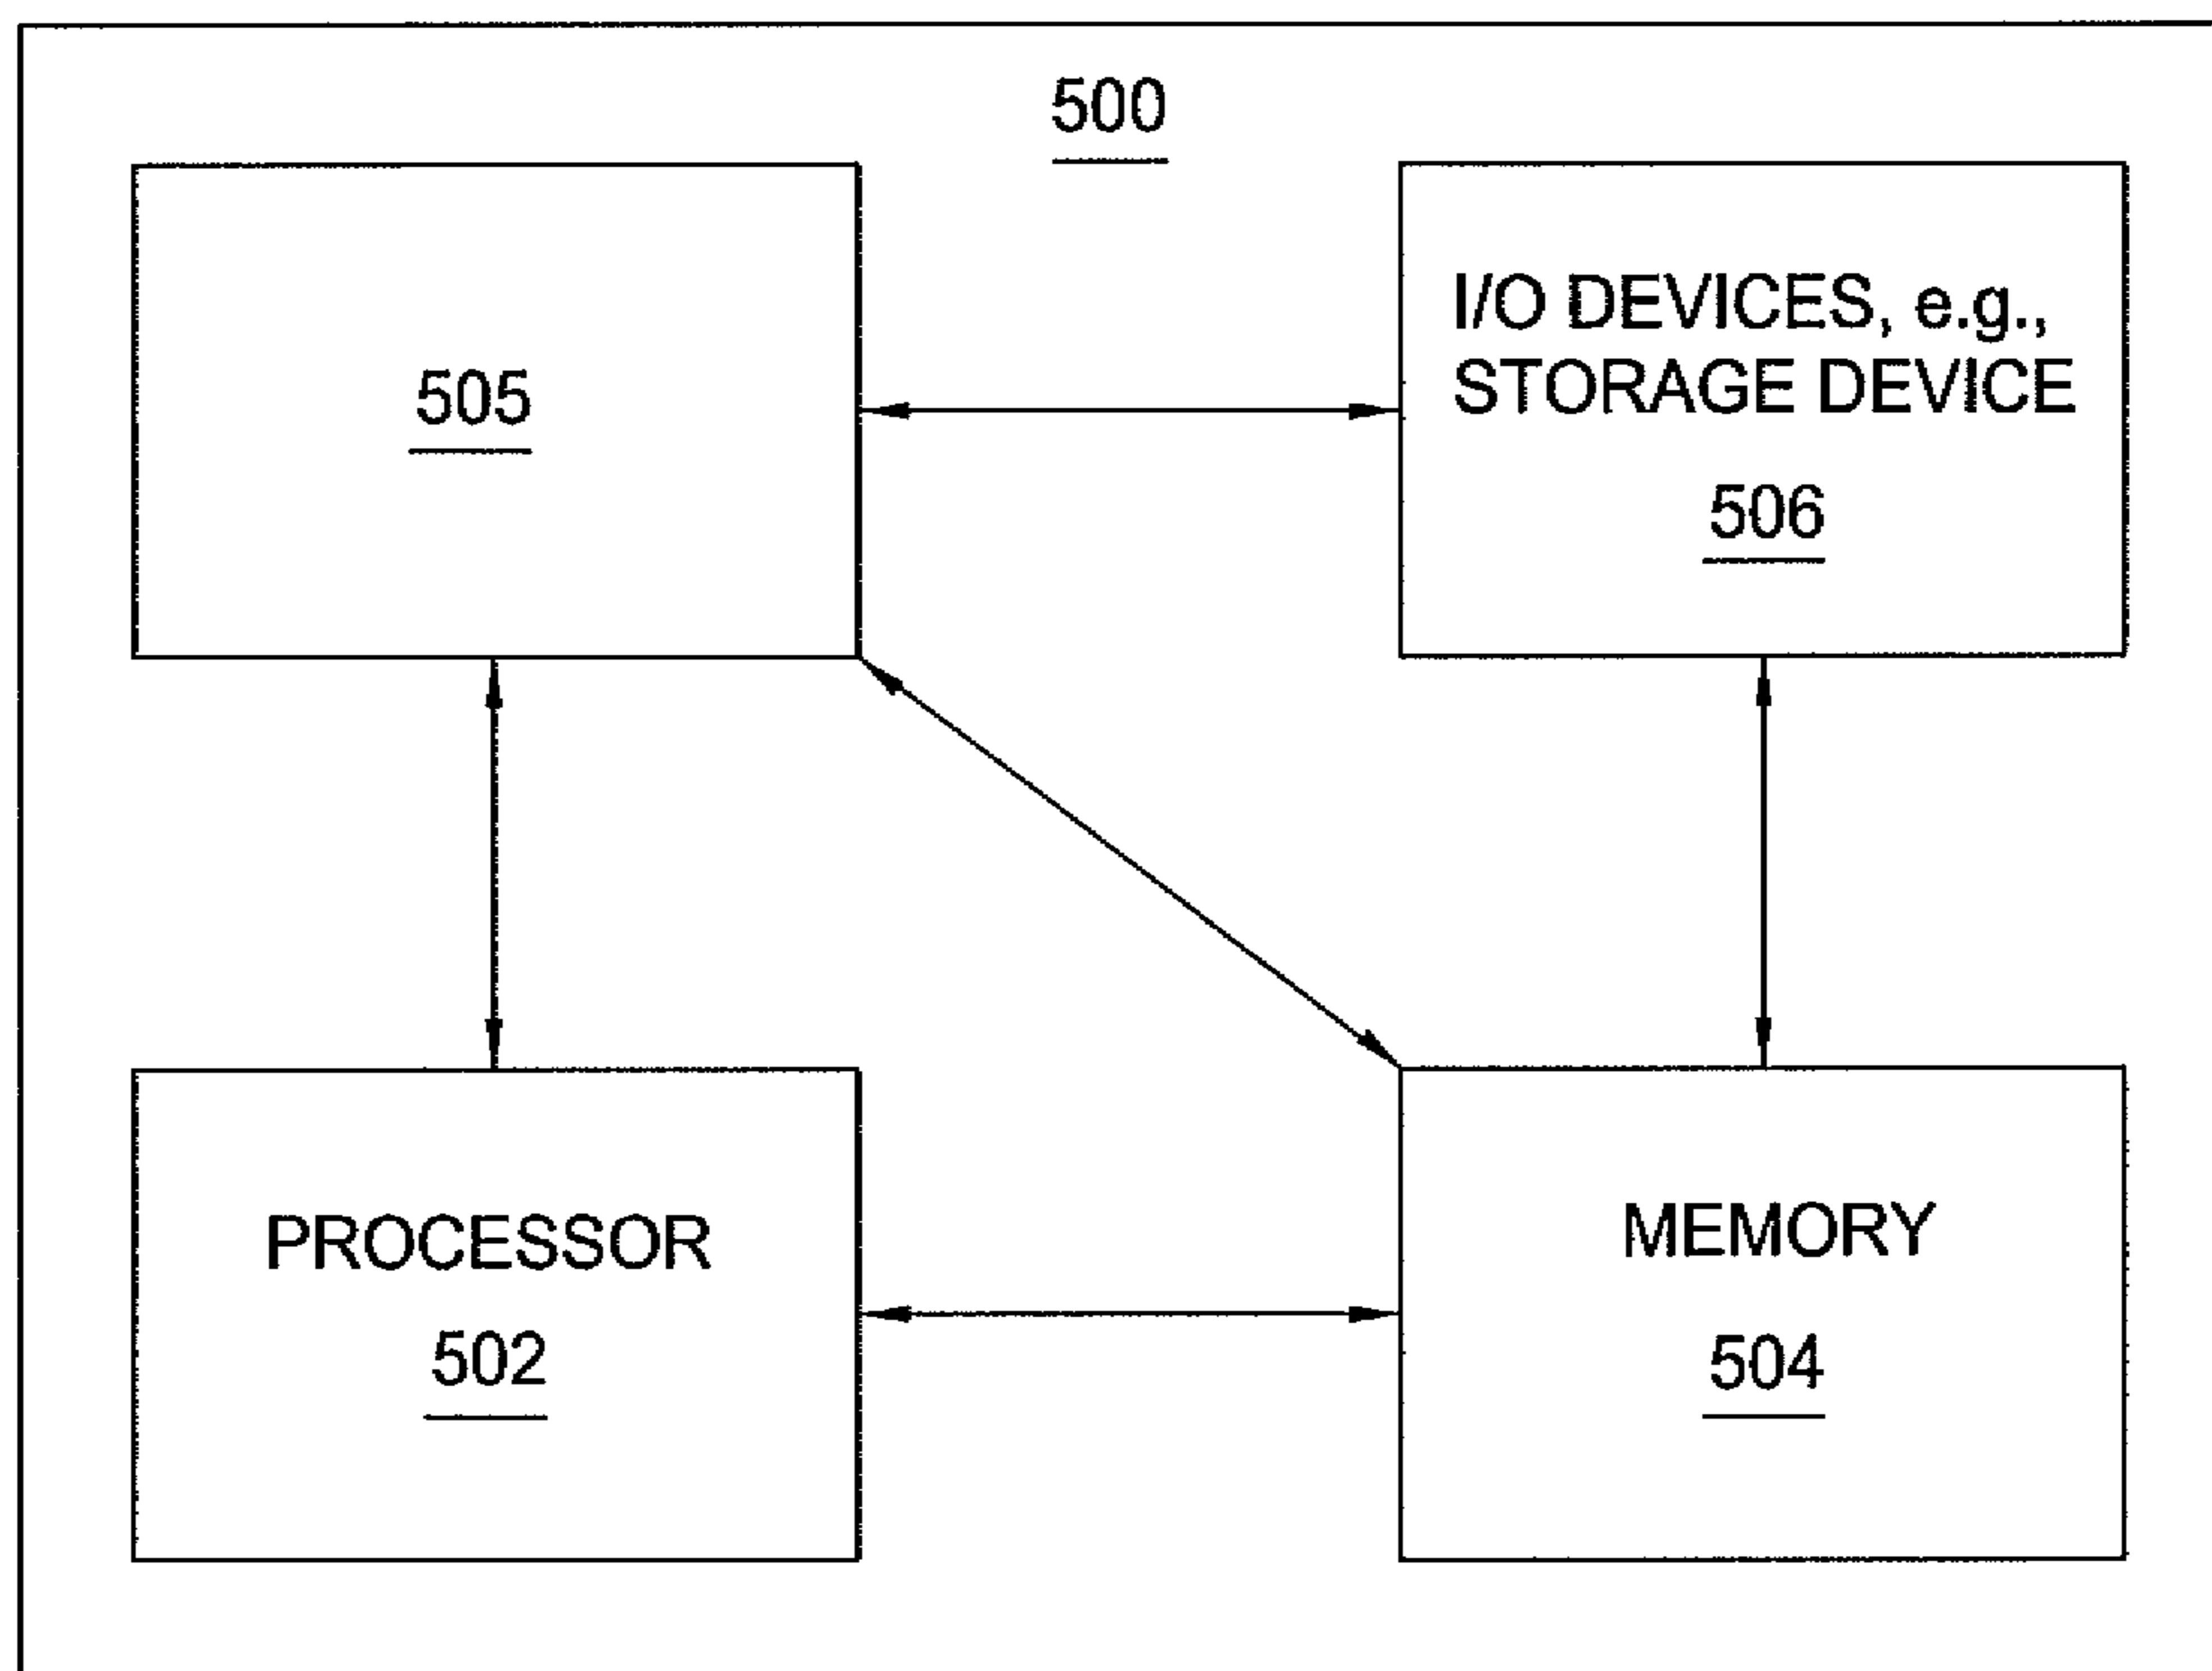 500
505
I/O DEVICES, e.g.,
STORAGE DEVICE
506
PROCESSOR
502
MEMORY
504